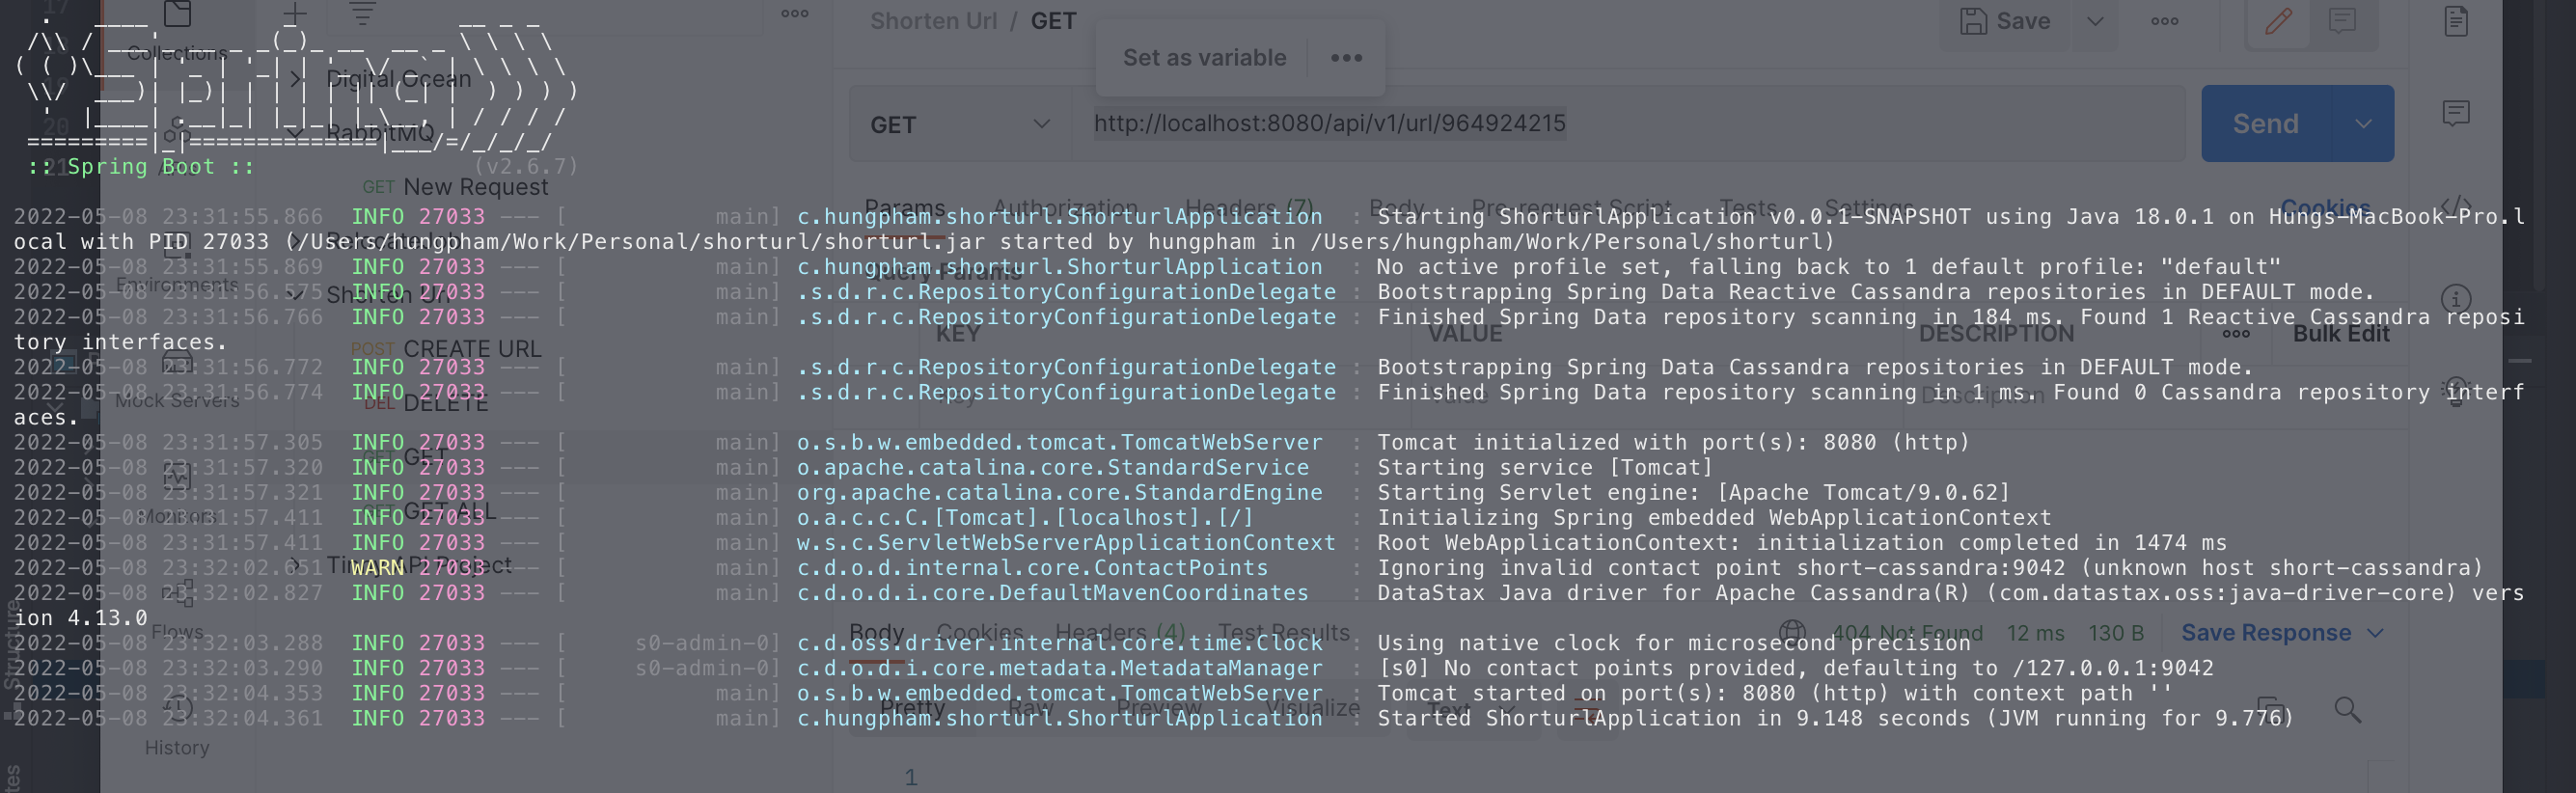 .   ____          _            __ _ _
 /\\ / ___'_ __ _ _(_)_ __  __ _ \ \ \ \
( ( )\___ | '_ | '_| | '_ \/ _` | \ \ \ \
 \\/  ___)| |_)| | | | | || (_| |  ) ) ) )
  '  |____| .__|_| |_|_| |_\__, | / / / /
 =========|_|==============|___/=/_/_/_/
 :: Spring Boot ::                (v2.6.7)
2022-05-08 23:31:55.866  INFO 27033 --- [           main] c.hungpham.shorturl.ShorturlApplication  : Starting ShorturlApplication v0.0.1-SNAPSHOT using Java 18.0.1 on Hungs-MacBook-Pro.l
ocal with PID 27033 (/Users/hungpham/Work/Personal/shorturl/shorturl.jar started by hungpham in /Users/hungpham/Work/Personal/shorturl)
2022-05-08 23:31:55.869  INFO 27033 --- [           main] c.hungpham.shorturl.ShorturlApplication  : No active profile set, falling back to 1 default profile: "default"
2022-05-08 23:31:56.575  INFO 27033 --- [           main] .s.d.r.c.RepositoryConfigurationDelegate : Bootstrapping Spring Data Reactive Cassandra repositories in DEFAULT mode.
2022-05-08 23:31:56.766  INFO 27033 --- [           main] .s.d.r.c.RepositoryConfigurationDelegate : Finished Spring Data repository scanning in 184 ms. Found 1 Reactive Cassandra reposi
tory interfaces.
2022-05-08 23:31:56.772  INFO 27033 --- [           main] .s.d.r.c.RepositoryConfigurationDelegate : Bootstrapping Spring Data Cassandra repositories in DEFAULT mode.
2022-05-08 23:31:56.774  INFO 27033 --- [           main] .s.d.r.c.RepositoryConfigurationDelegate : Finished Spring Data repository scanning in 1 ms. Found 0 Cassandra repository interf
aces.
2022-05-08 23:31:57.305  INFO 27033 --- [           main] o.s.b.w.embedded.tomcat.TomcatWebServer  : Tomcat initialized with port(s): 8080 (http)
2022-05-08 23:31:57.320  INFO 27033 --- [           main] o.apache.catalina.core.StandardService   : Starting service [Tomcat]
2022-05-08 23:31:57.321  INFO 27033 --- [           main] org.apache.catalina.core.StandardEngine  : Starting Servlet engine: [Apache Tomcat/9.0.62]
2022-05-08 23:31:57.411  INFO 27033 --- [           main] o.a.c.c.C.[Tomcat].[localhost].[/]       : Initializing Spring embedded WebApplicationContext
2022-05-08 23:31:57.411  INFO 27033 --- [           main] w.s.c.ServletWebServerApplicationContext : Root WebApplicationContext: initialization completed in 1474 ms
2022-05-08 23:32:02.651  WARN 27033 --- [           main] c.d.o.d.internal.core.ContactPoints      : Ignoring invalid contact point short-cassandra:9042 (unknown host short-cassandra)
2022-05-08 23:32:02.827  INFO 27033 --- [           main] c.d.o.d.i.core.DefaultMavenCoordinates   : DataStax Java driver for Apache Cassandra(R) (com.datastax.oss:java-driver-core) vers
ion 4.13.0
2022-05-08 23:32:03.288  INFO 27033 --- [     s0-admin-0] c.d.oss.driver.internal.core.time.Clock  : Using native clock for microsecond precision
2022-05-08 23:32:03.290  INFO 27033 --- [     s0-admin-0] c.d.o.d.i.core.metadata.MetadataManager  : [s0] No contact points provided, defaulting to /127.0.0.1:9042
2022-05-08 23:32:04.353  INFO 27033 --- [           main] o.s.b.w.embedded.tomcat.TomcatWebServer  : Tomcat started on port(s): 8080 (http) with context path ''
2022-05-08 23:32:04.361  INFO 27033 --- [           main] c.hungpham.shorturl.ShorturlApplication  : Started ShorturlApplication in 9.148 seconds (JVM running for 9.776)
17
20
21
Collections
Environments
Mock Servers
Monitors
Flows
History
Structure
Digital Ocean
RabbitMQ
GET New Request
Shorten Url
POST CREATE URL
DEL DELETE
GET
GET ALL
Shorten Url / GET
Save
Set as variable
GET
http://localhost:8080/api/v1/url/964924215
Send
Params Authorization Headers (7) Body Pre-request Script Tests Settings Cookies
Query Params
KEY VALUE DESCRIPTION Bulk Edit
Key Value Description
Body Cookies Headers (4) Test Results 404 Not Found 12 ms 130 B Save Response
Pretty Raw Preview Visualize Text
1